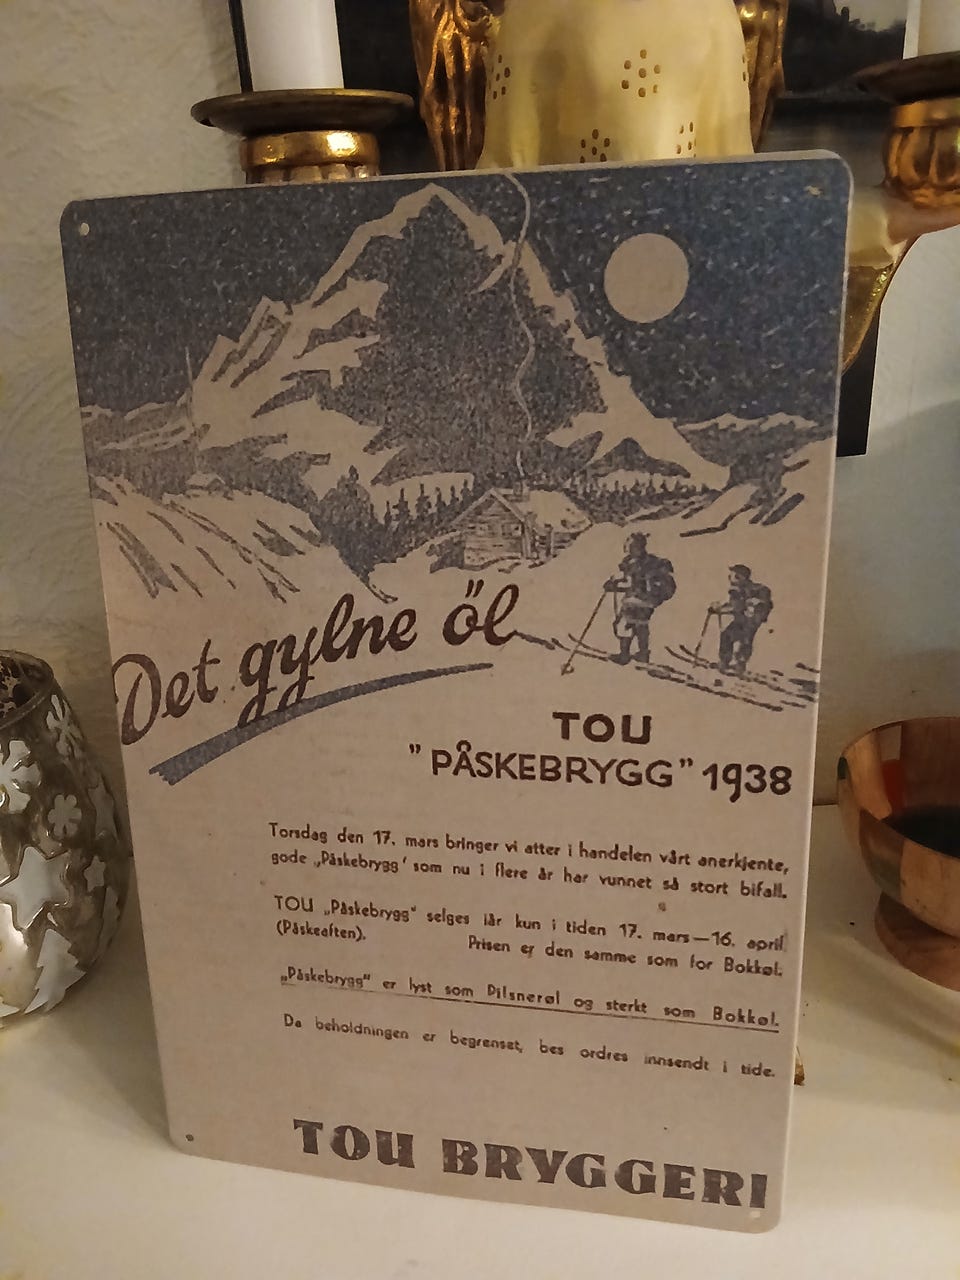 Det gylne öl
TOU
"PÅSKEBRYGG" 1938
Torsdag den 17. mars bringer vi atter i handelen vårt anerkjente,
gode „Påskebrygg' som nu i flere år har vunnet så stort bifall.
TOU „Påskebrygg" selges iår kun i tiden 17. mars—16. april
(Påskeaften). Prisen er den samme som for Bokkøl.
„Påskebrygg" er lyst som Pilsnerøl og sterkt som Bokkøl.
Da beholdningen er begrenset, bes ordres innsendt i tide.
TOU BRYGGERI